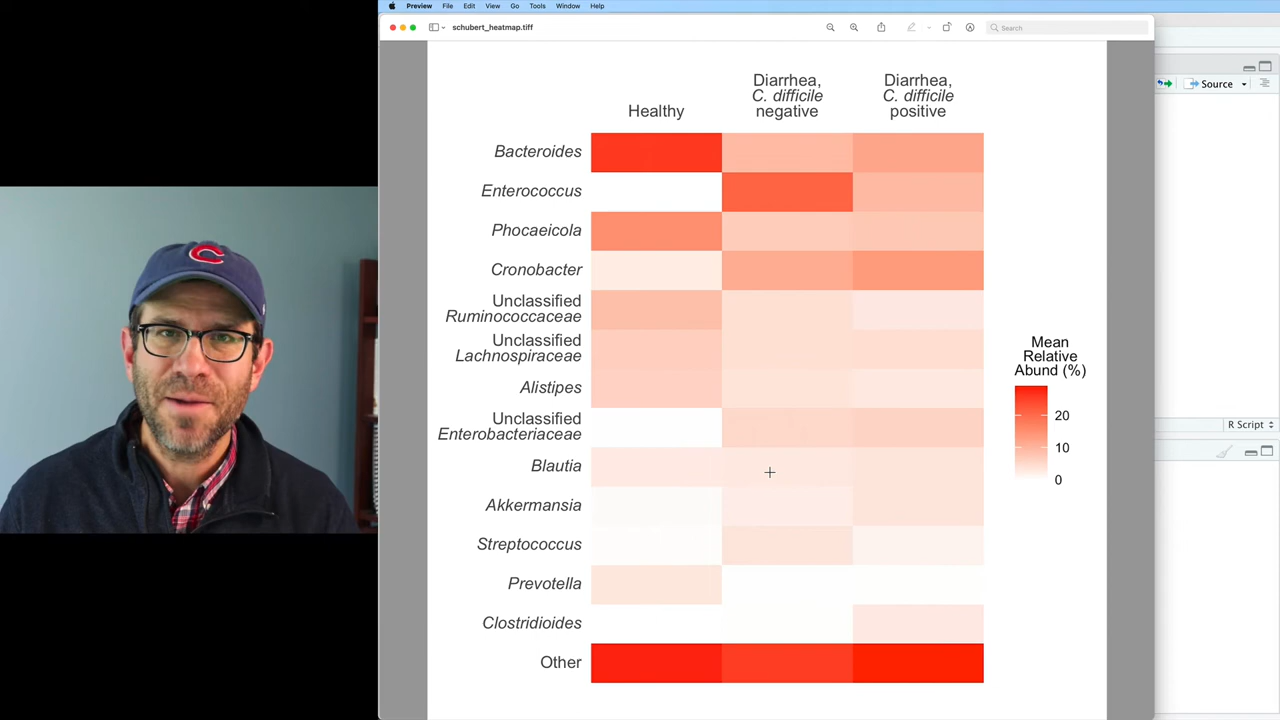 Preview File Edit View Go Tools Window Help
schubert_heatmap.tiff
Search
Source
Healthy
Diarrhea,
C. difficile
negative
Diarrhea,
C. difficile
positive
Bacteroides
Enterococcus
Phocaeicola
Cronobacter
Unclassified
Ruminococcaceae
Unclassified
Lachnospiraceae
Alistipes
Unclassified
Enterobacteriaceae
Blautia
Akkermansia
Streptococcus
Prevotella
Clostridioides
Other
Mean
Relative
Abund (%)
20
10
0
R Script
C